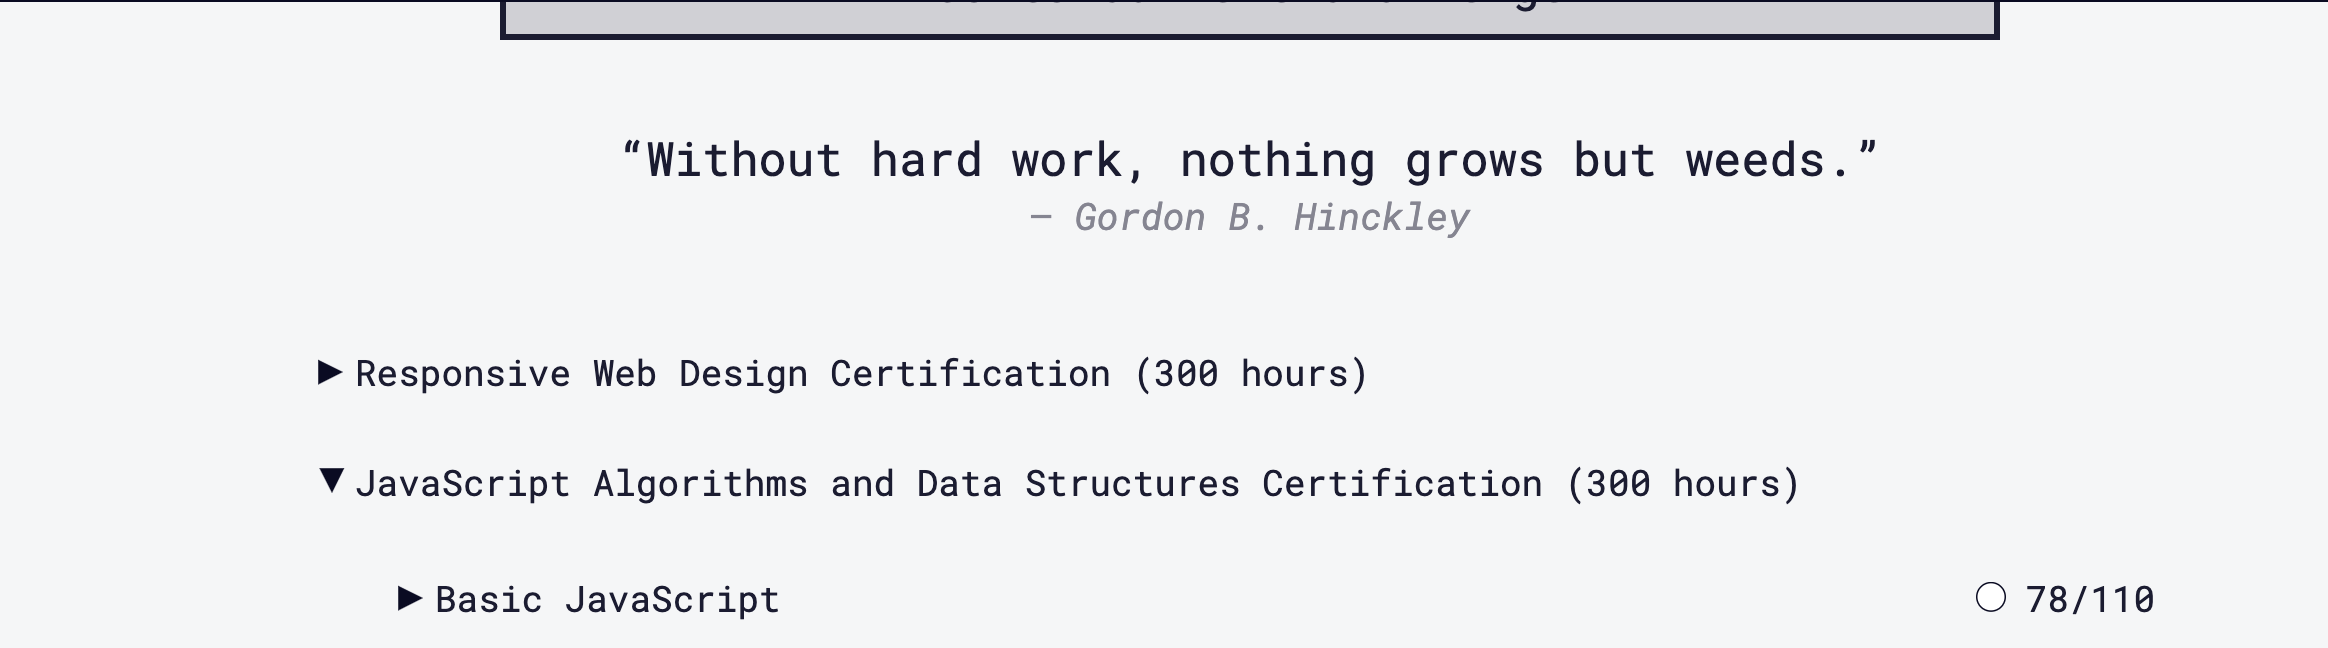 “Without hard work, nothing grows but weeds.”
— Gordon B. Hinckley
Responsive Web Design Certification (300 hours)
JavaScript Algorithms and Data Structures Certification (300 hours)
Basic JavaScript 78/110